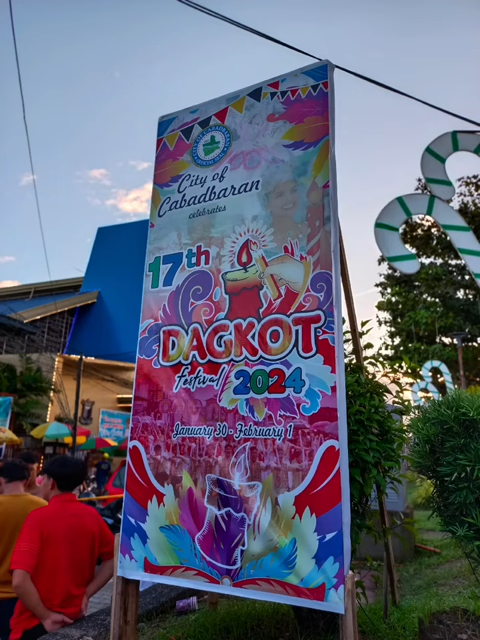 City of
Cabadbaran
celebrates
17th
DAGKOT
Festival 2024
January 30 - February 1